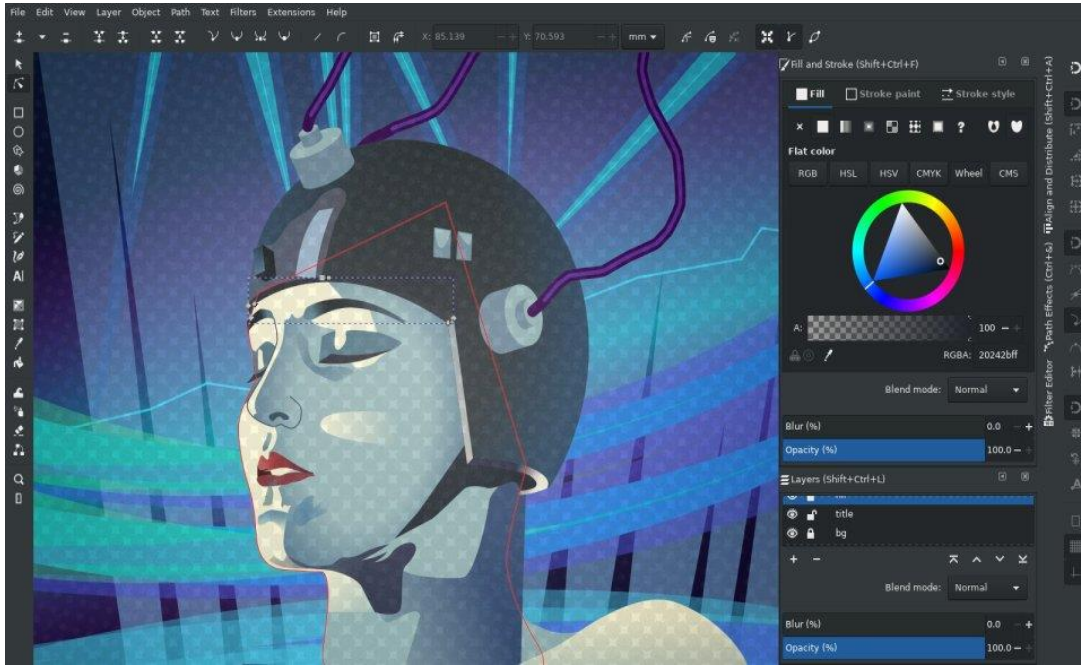 File Edit View Layer Object Path Text Filters Extensions Help
X: 85.139 Y: 70.593 mm
Fill and Stroke (Shift+Ctrl+F)
Fill Stroke paint Stroke style
?
Flat color
RGB HSL HSV CMYK Wheel CMS
A: 100
RGBA: 20242bff
Blend mode: Normal
Blur (%) 0.0
Opacity (%) 100.0
Layers (Shift+Ctrl+L)
title
bg
Blend mode: Normal
Blur (%) 0.0
Opacity (%) 100.0
Align and Distribute (Shift+Ctrl+A)
Path Effects (Ctrl+&)
Filter Editor